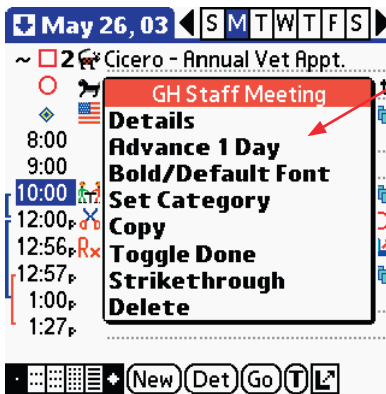 May 26, 03 S M T W T F S
2 Cicero - Annual Vet Appt.
GH Staff Meeting
Details
Advance 1 Day
8:00
Bold/Default Font
9:00
Set Category
10:00
Copy
12:00P
Toggle Done
12:56P Rx
Strikethrough
12:57P
Delete
1:00P
1:27P
New Det Go T